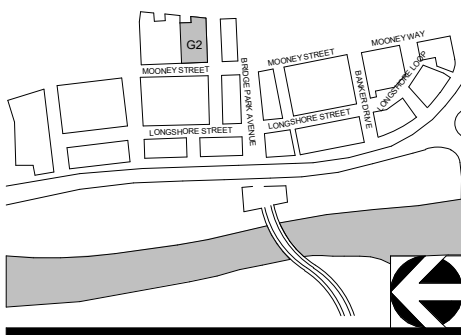 G2
MOONEY STREET
LONGSHORE STREET
BRIDGE PARK AVENUE
MOONEY STREET
LONGSHORE STREET
BANKER DRIVE
MOONEY WAY
LONGSHORE LOOP